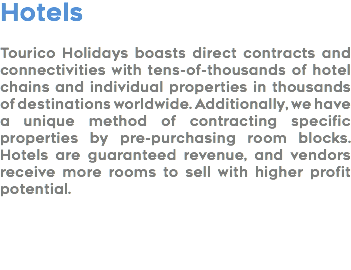 Hotels
Tourico Holidays boasts direct contracts and
connectivities with tens-of-thousands of hotel
chains and individual properties in thousands
of destinations worldwide. Additionally, we have
a unique method of contracting specific
properties by pre-purchasing room blocks.
Hotels are guaranteed revenue, and vendors
receive more rooms to sell with higher profit
potential.